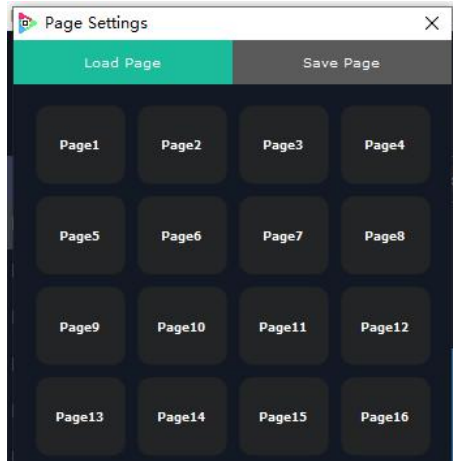 Page Settings
Load Page Save Page
Page1 Page2 Page3 Page4
Page5 Page6 Page7 Page8
Page9 Page10 Page11 Page12
Page13 Page14 Page15 Page16